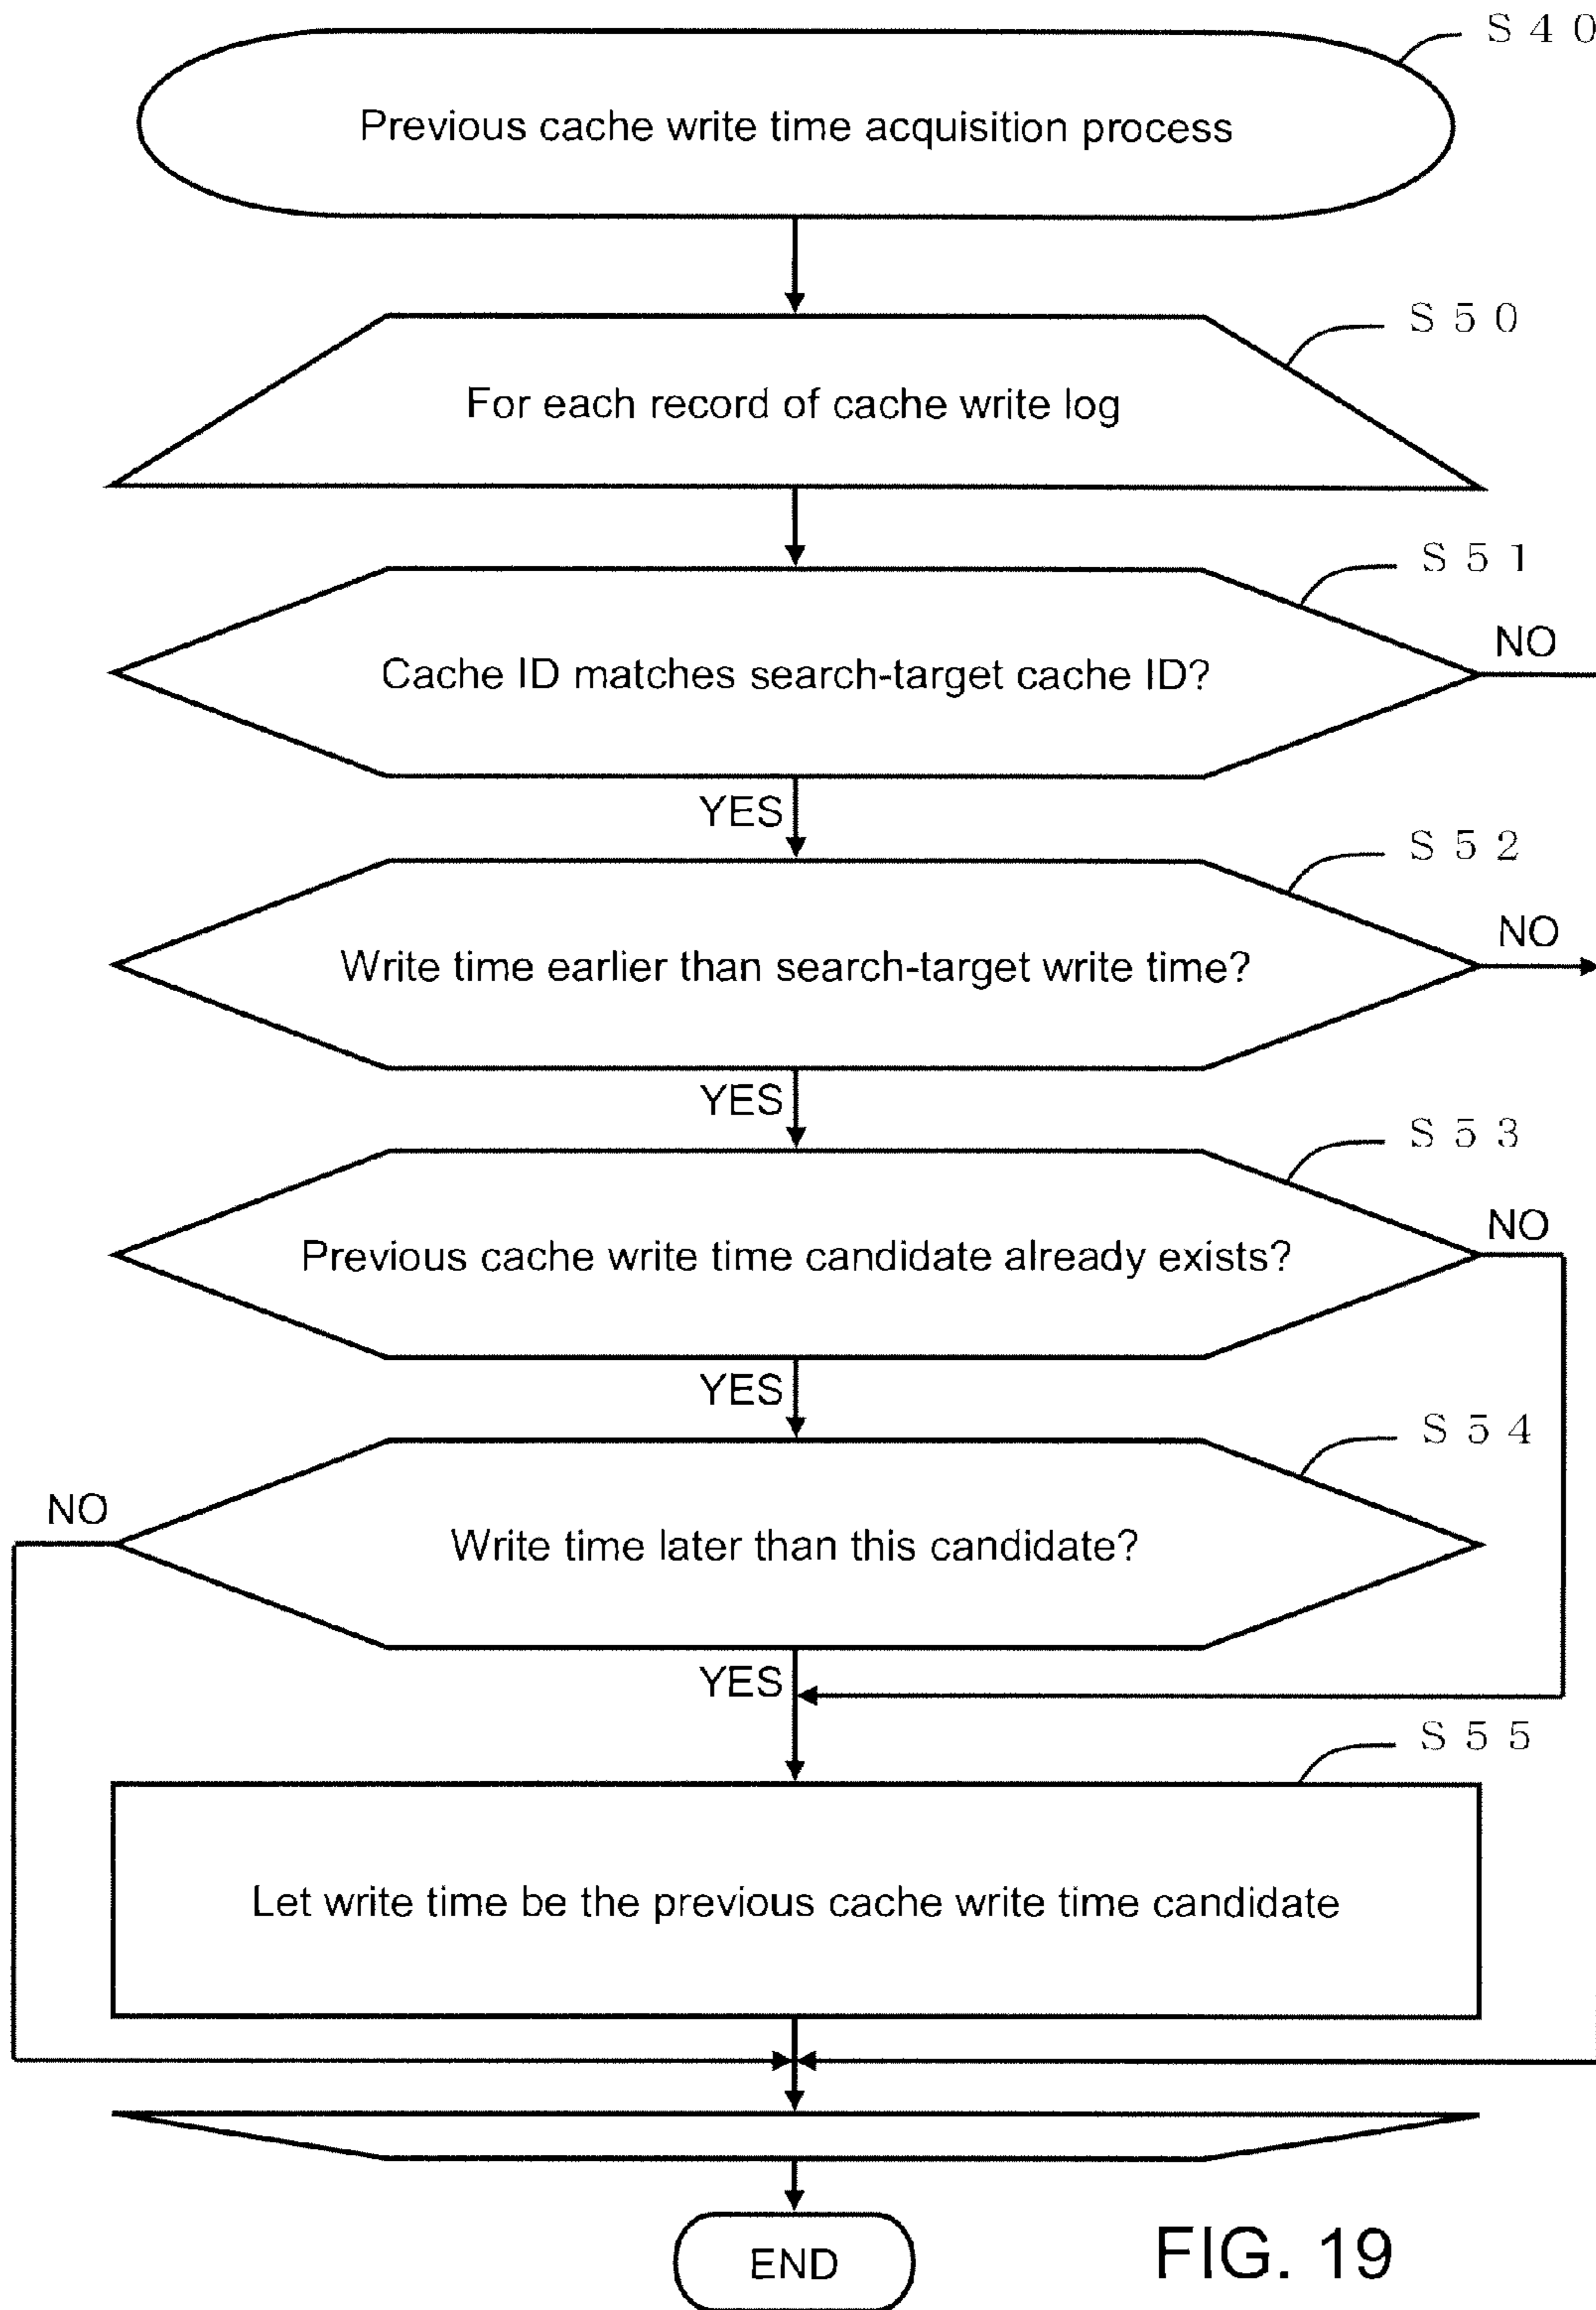 S40
Previous cache write time acquisition process
S50
For each record of cache write log
S51
Cache ID matches search-target cache ID?
NO
YES
S52
Write time earlier than search-target write time?
NO
YES
S53
Previous cache write time candidate already exists?
NO
YES
S54
Write time later than this candidate?
NO
YES
S55
Let write time be the previous cache write time candidate
END
FIG. 19